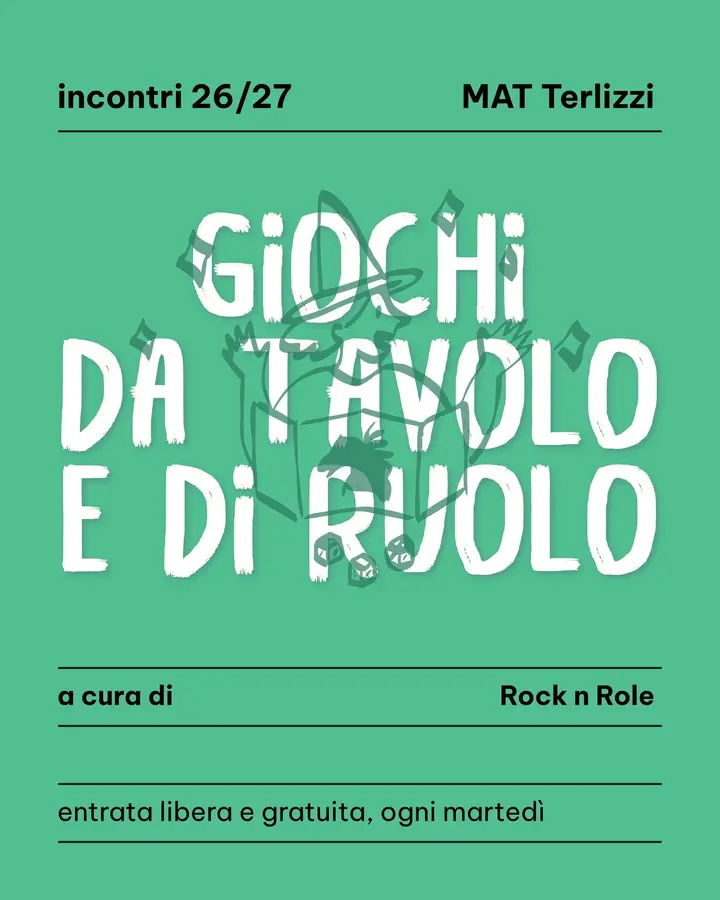 incontri 26/27
MAT Terlizzi
GiOCHi
DA TAVOLO
E Di RUOLO
a cura di
Rock n Role
entrata libera e gratuita, ogni martedì